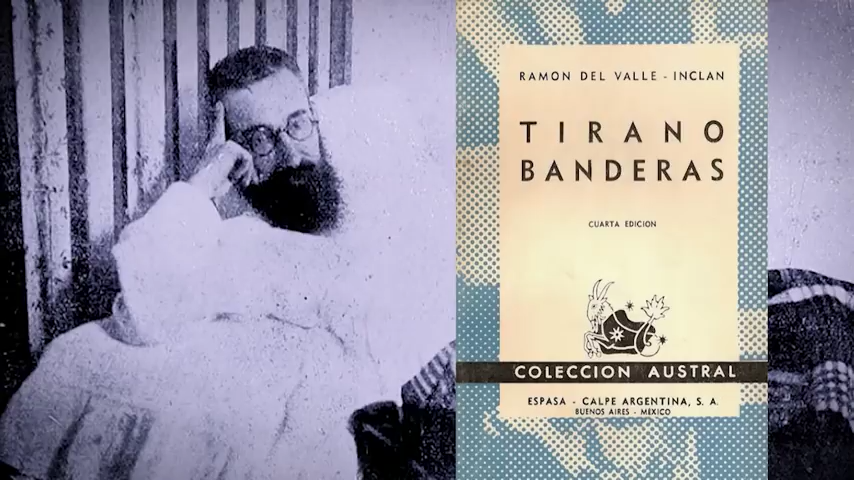 RAMON DEL VALLE - INCLAN
TIRANO
BANDERAS
CUARTA EDICION
COLECCION AUSTRAL
ESPASA - CALPE ARGENTINA, S. A.
BUENOS AIRES - MEXICO